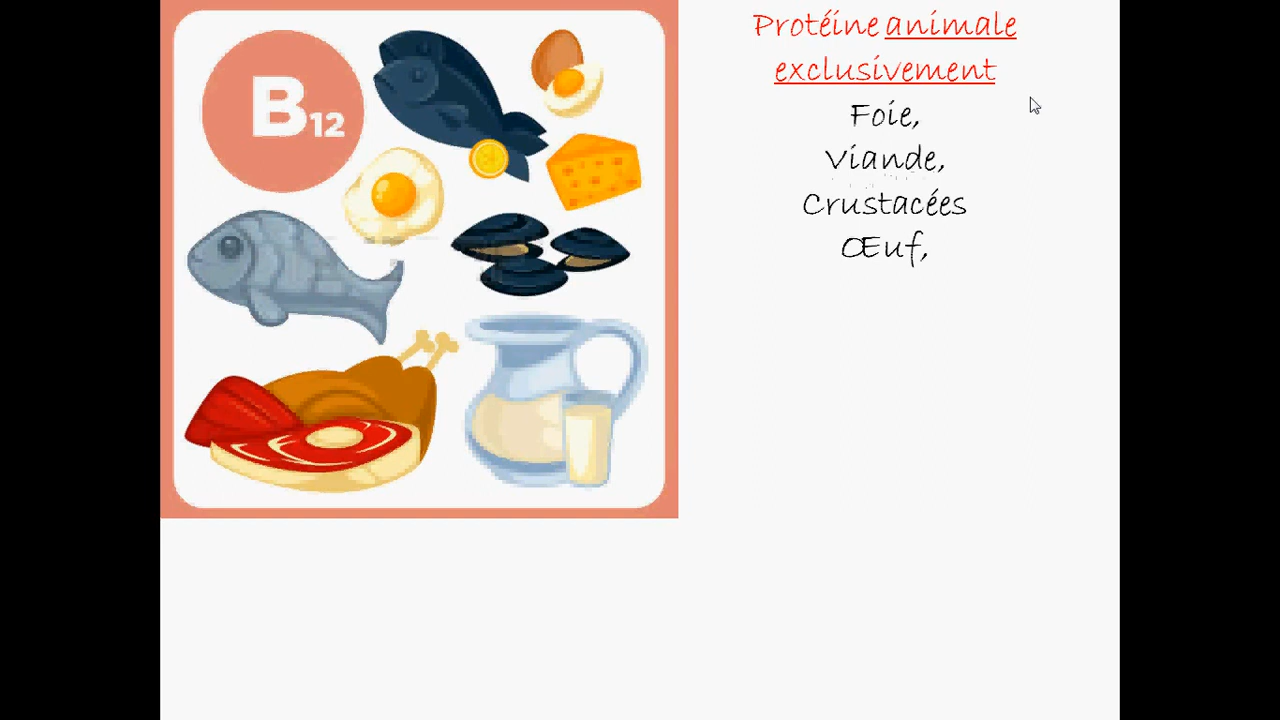 B12
Protéine animale
exclusivement
Foie,
Viande,
Crustacées
Œuf,